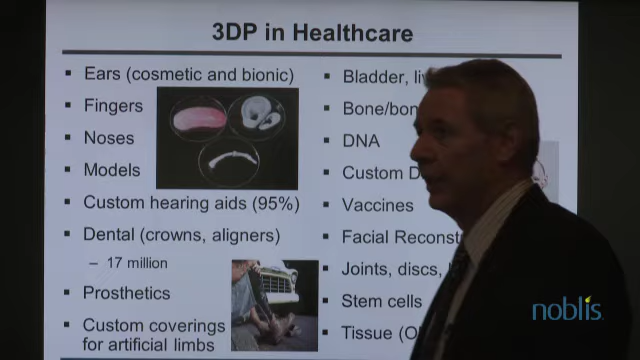 3DP in Healthcare
▪ Ears (cosmetic and bionic)
▪ Fingers
▪ Noses
▪ Models
▪ Custom hearing aids (95%)
▪ Dental (crowns, aligners)
– 17 million
▪ Prosthetics
▪ Custom coverings
for artificial limbs
▪ Bladder,
▪
▪ DNA
▪ Custom
▪ Vaccines
▪ Facial
▪ Joints, discs,
▪ Stem cells
▪ Tissue
noblis